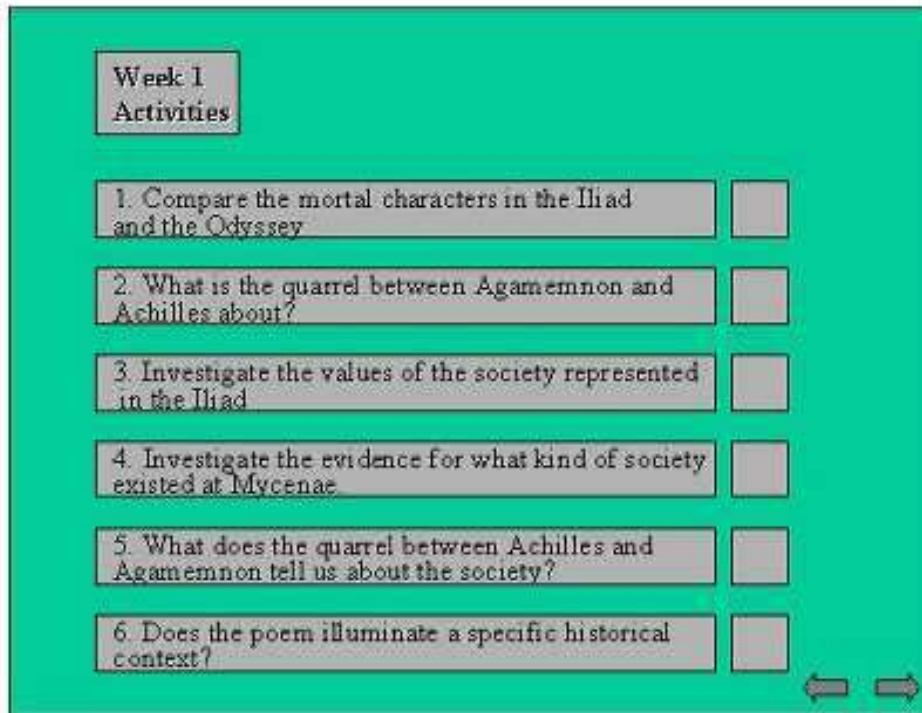 Week 1
Activities
1. Compare the mortal characters in the Iliad
and the Odyssey
2. What is the quarrel between Agamemnon and
Achilles about?
3. Investigate the values of the society represented
in the Iliad
4. Investigate the evidence for what kind of society
existed at Mycenae.
5. What does the quarrel between Achilles and
Agamemnon tell us about the society?
6. Does the poem illuminate a specific historical
context?